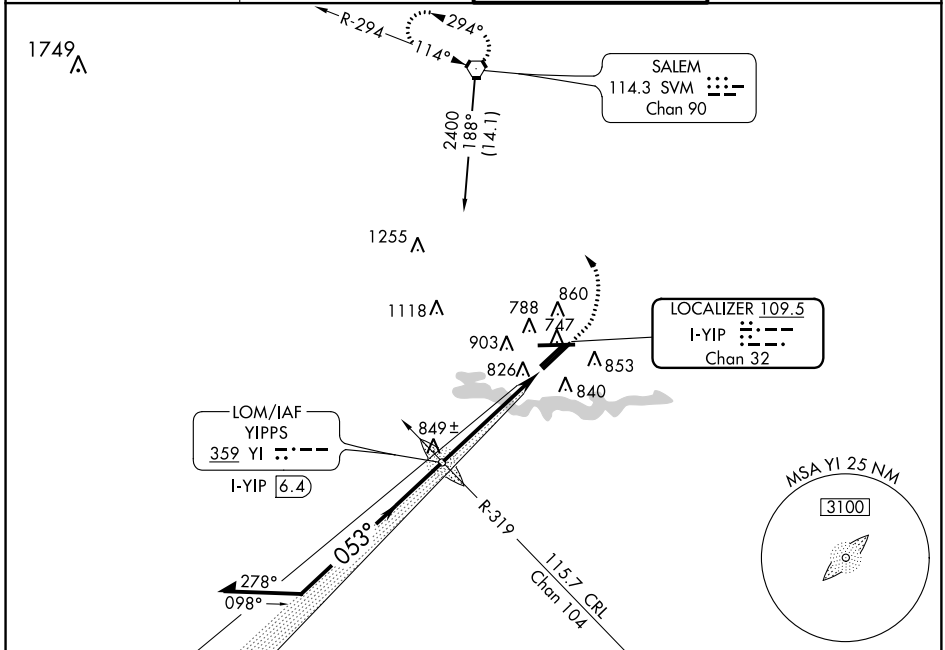 R-294
294°
114°
1749
SALEM
114.3 SVM
Chan 90
2400
188°
(14.1)
1255
1118
788
860
747
903
826
853
840
LOCALIZER 109.5
I-YIP
Chan 32
LOM/IAF
YIPPS
359 YI
I-YIP 6.4
849±
R-319
115.7 CRL
Chan 104
053°
278°
098°
MSA YI 25 NM
3100